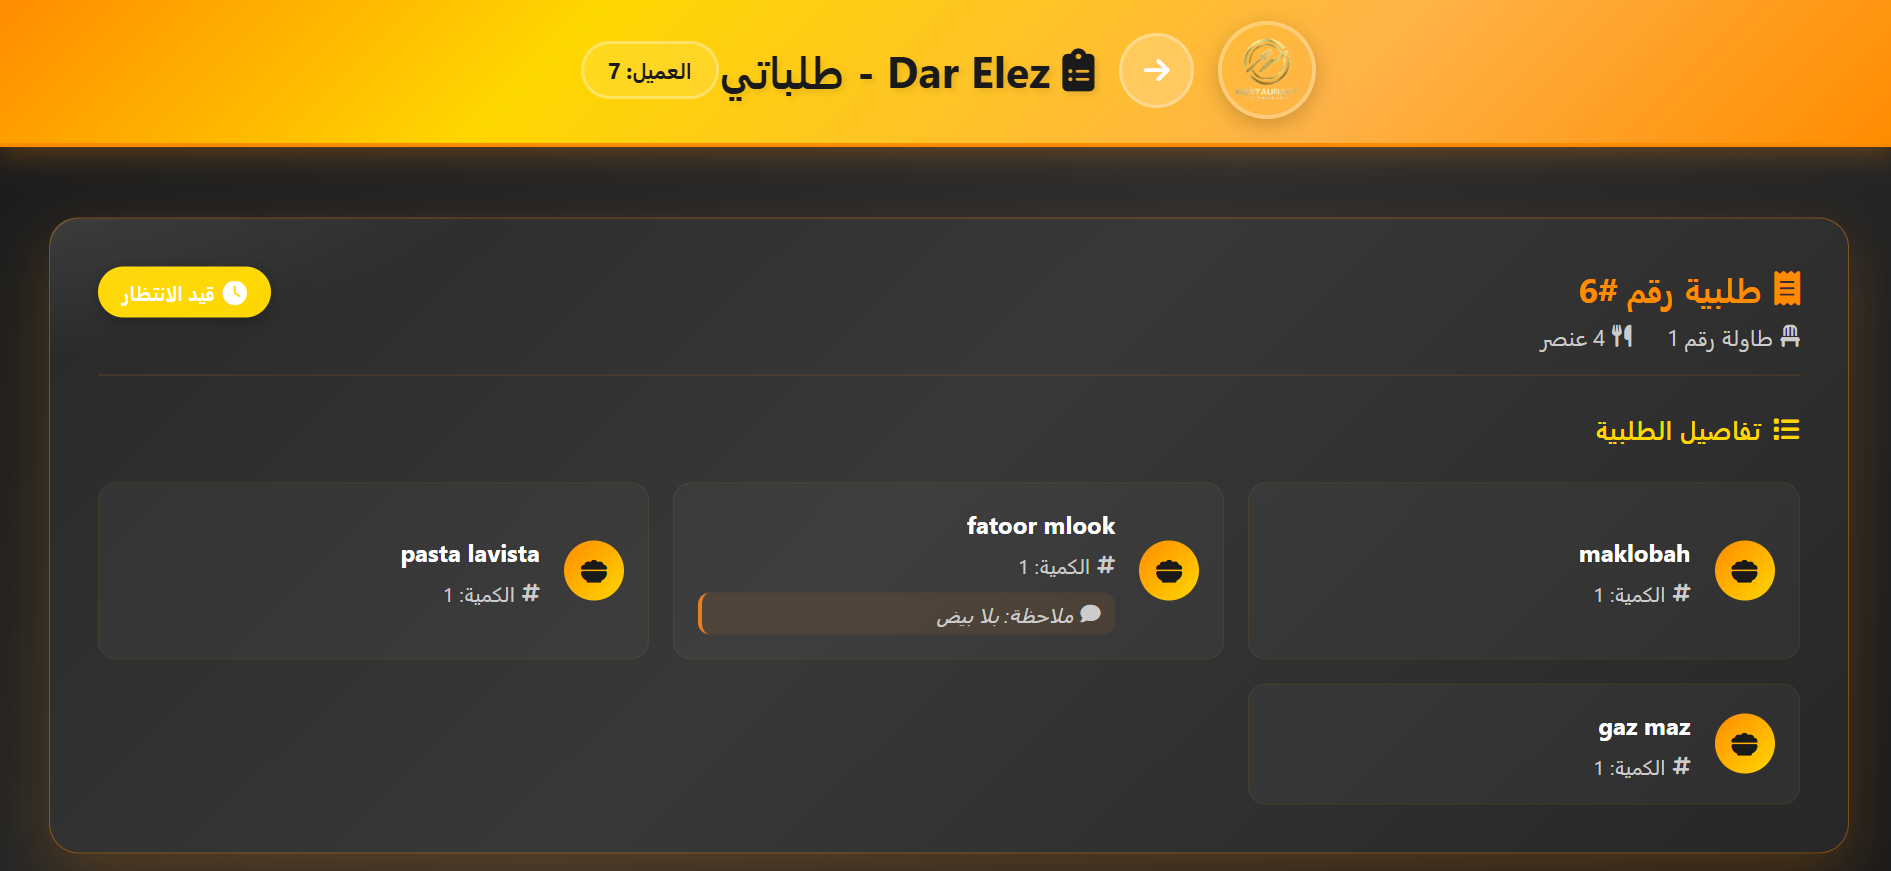 Dar Elez - طلباتي
العميل: 7
طلبية رقم #6
طاولة رقم 1
4 عنصر
قيد الانتظار
تفاصيل الطلبية
maklobah
# الكمية: 1
fatoor mlook
# الكمية: 1
ملاحظة: بلا بيض
pasta lavista
# الكمية: 1
gaz maz
# الكمية: 1